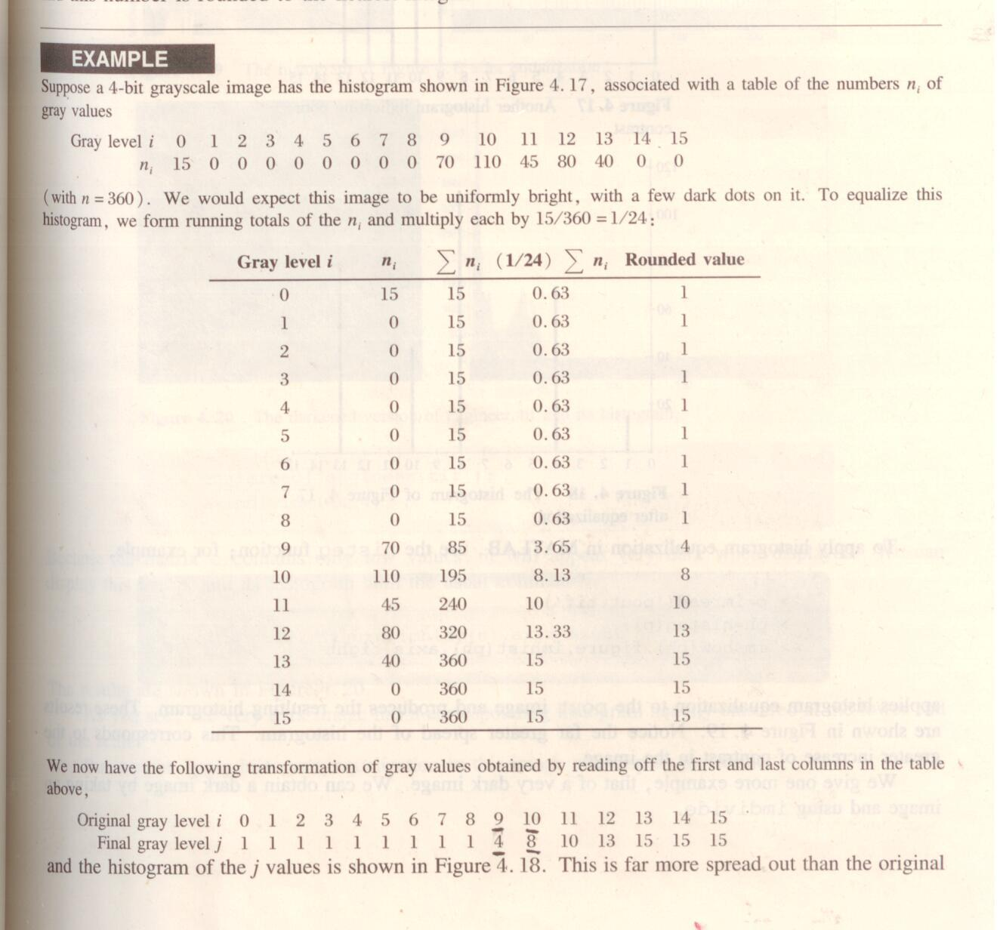 EXAMPLE
Suppose a 4-bit grayscale image has the histogram shown in Figure 4.17, associated with a table of the numbers nᵢ of
gray values
Gray level i 0 1 2 3 4 5 6 7 8 9 10 11 12 13 14 15
nᵢ 15 0 0 0 0 0 0 0 0 70 110 45 80 40 0 0
(with n = 360). We would expect this image to be uniformly bright, with a few dark dots on it. To equalize this
histogram, we form running totals of the nᵢ and multiply each by 15/360 = 1/24:
Gray level i nᵢ ∑ nᵢ (1/24) ∑ nᵢ Rounded value
0 15 15 0.63 1
1 0 15 0.63 1
2 0 15 0.63 1
3 0 15 0.63 1
4 0 15 0.63 1
5 0 15 0.63 1
6 0 15 0.63 1
7 0 15 0.63 1
8 0 15 0.63 1
9 70 85 3.65 4
10 110 195 8.13 8
11 45 240 10 10
12 80 320 13.33 13
13 40 360 15 15
14 0 360 15 15
15 0 360 15 15
We now have the following transformation of gray values obtained by reading off the first and last columns in the table
above,
Original gray level i 0 1 2 3 4 5 6 7 8 9 10 11 12 13 14 15
Final gray level j 1 1 1 1 1 1 1 1 1 4 8 10 13 15 15 15
and the histogram of the j values is shown in Figure 4.18. This is far more spread out than the original